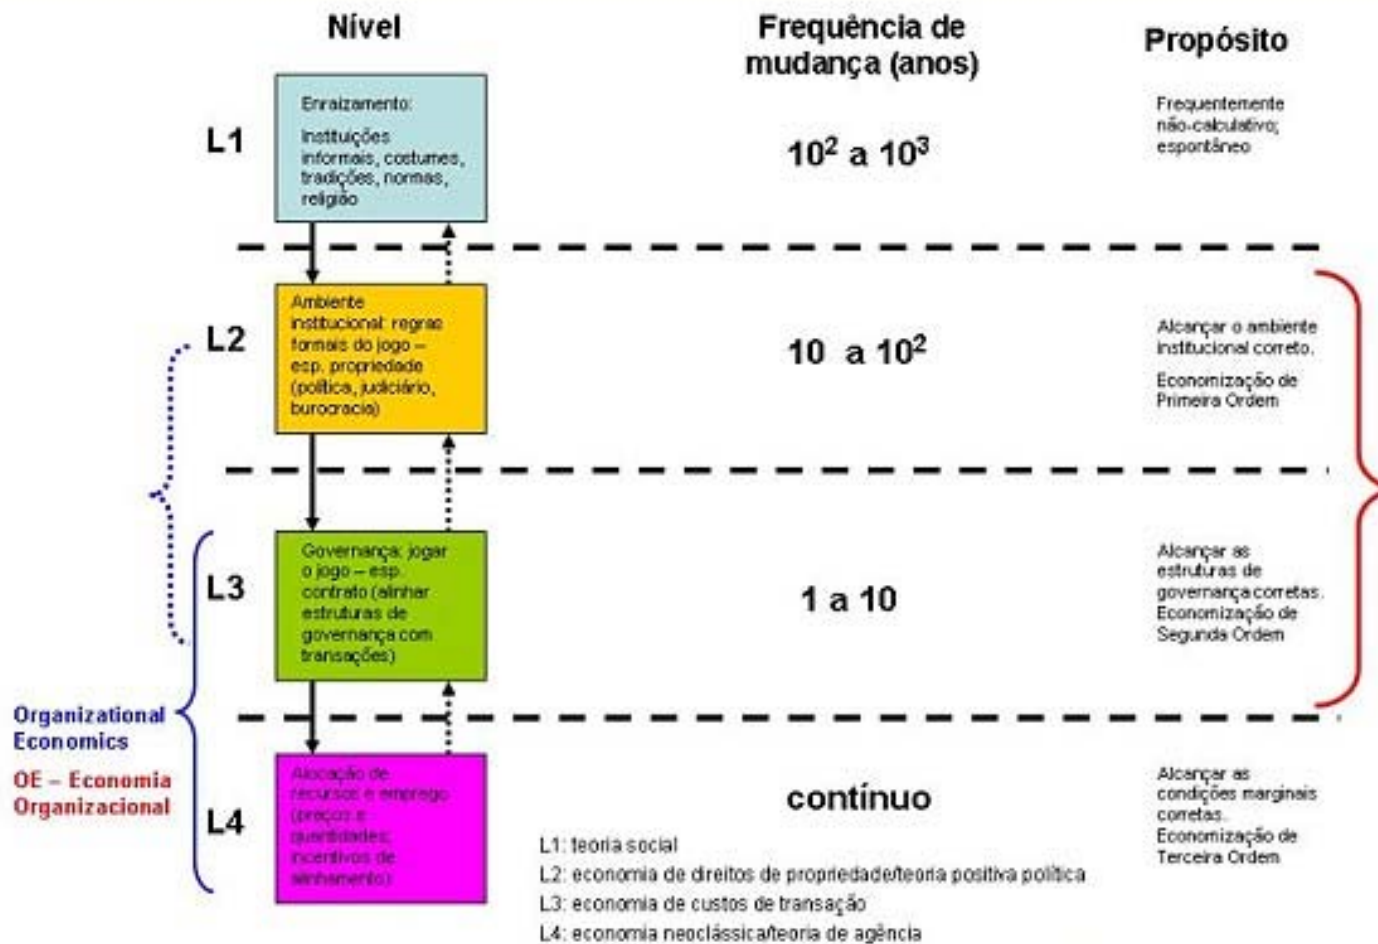 Nível
Frequência de
mudança (anos)
Propósito
L1
Enraizamento:
Instituições
informais, costumes,
tradições, normas,
religião
10² a 10³
Frequentemente
não-calculativo;
espontâneo
L2
Ambiente
institucional: regras
formais do jogo –
esp. propriedade
(política, judiciário,
burocracia)
10 a 10²
Alcançar o ambiente
institucional correto.
Economização de
Primeira Ordem
L3
Governança: jogar
o jogo – esp.
contrato (alinhar
estruturas de
governança com
transações)
1 a 10
Alcançar as
estruturas de
governança corretas.
Economização de
Segunda Ordem
Organizational
Economics
OE – Economia
Organizacional
L4
Alocação de
recursos e emprego
(preços e
quantidades;
incentivos de
alinhamento)
contínuo
Alcançar as
condições marginais
corretas.
Economização de
Terceira Ordem
L1: teoria social
L2: economia de direitos de propriedade/teoria positiva política
L3: economia de custos de transação
L4: economia neoclássica/teoria de agência